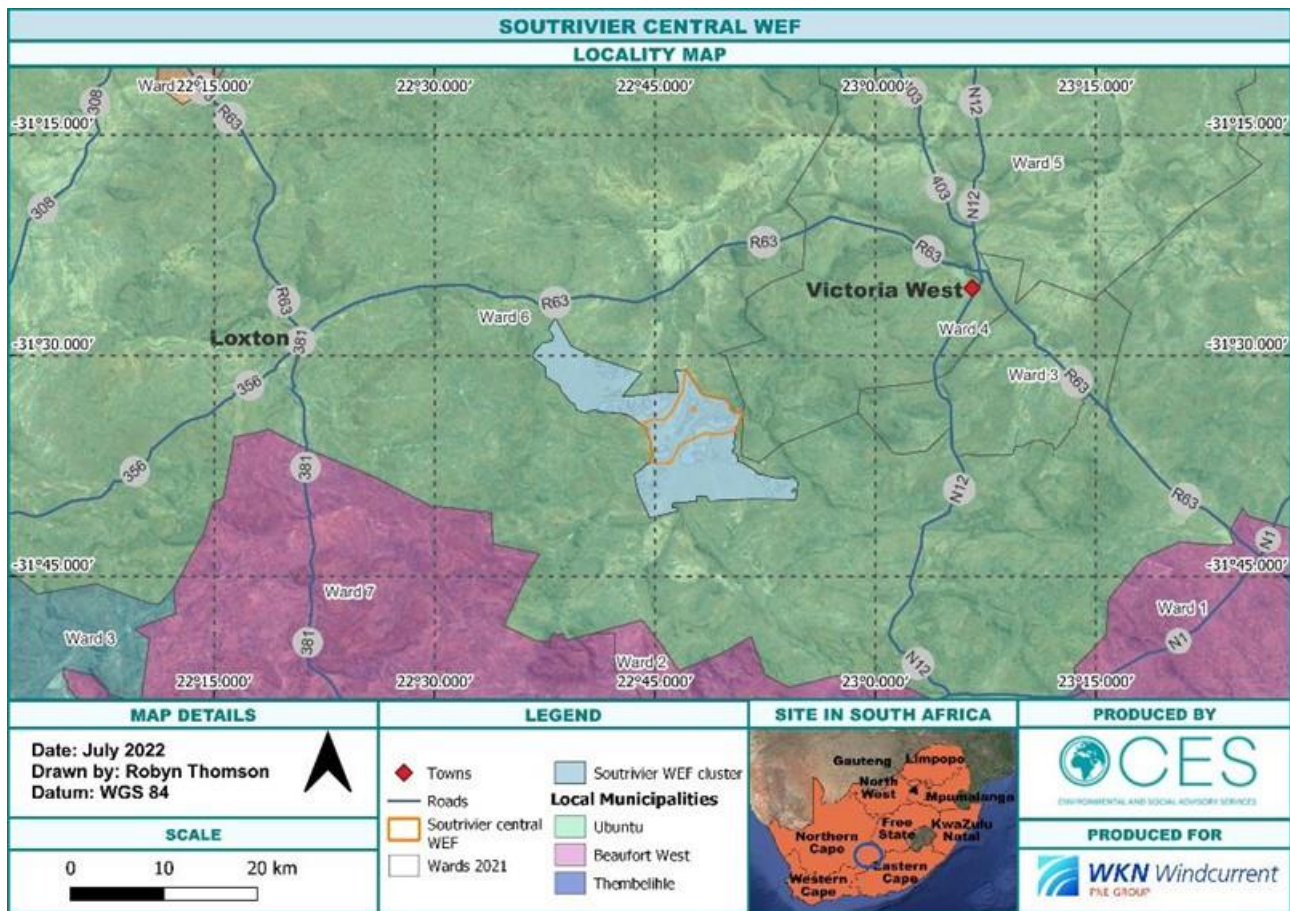 SOUTRIVIER CENTRAL WEF
LOCALITY MAP
Ward
22°15.000'
22°30.000'
22°45.000'
23°0.000'
23°15.000'
308
R63
403
N12
-31°15.000'
-31°15.000'
Ward 5
308
403
N12
R63
R63
R63
R63
Victoria West
Ward 6
Loxton
381
Ward 4
-31°30.000'
-31°30.000'
356
Ward 3
R63
356
381
N12
R63
N1
-31°45.000'
-31°45.000'
Ward 7
Ward 1
Ward 3
381
Ward 2
N1
N12
22°15.000'
22°30.000'
22°45.000'
23°0.000'
23°15.000'
MAP DETAILS
Date: July 2022
Drawn by: Robyn Thomson
Datum: WGS 84
SCALE
0 10 20 km
LEGEND
Towns
Roads
Soutrivier central
WEF
Wards 2021
Soutrivier WEF cluster
Local Municipalities
Ubuntu
Beaufort West
Thembelihle
SITE IN SOUTH AFRICA
Gauteng
Limpopo
North
West
Mpumalanga
Free
State
KwaZulu
Natal
Northern
Cape
Eastern
Cape
Western
Cape
PRODUCED BY
CES
ENVIRONMENTAL AND SOCIAL ADVISORY SERVICES
PRODUCED FOR
WKN Windcurrent
PNE GROUP